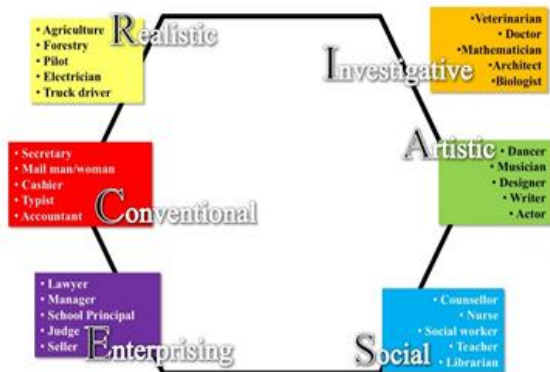 Realistic
• Agriculture
• Forestry
• Pilot
• Electrician
• Truck driver
Investigative
• Veterinarian
• Doctor
•Mathematician
•Architect
•Biologist
Artistic
• Dancer
• Musician
• Designer
• Writer
• Actor
Social
• Counsellor
• Nurse
• Social worker
• Teacher
• Librarian
Enterprising
• Lawyer
• Manager
• School Principal
• Judge
• Seller
Conventional
• Secretary
• Mail man/woman
• Cashier
• Typist
• Accountant